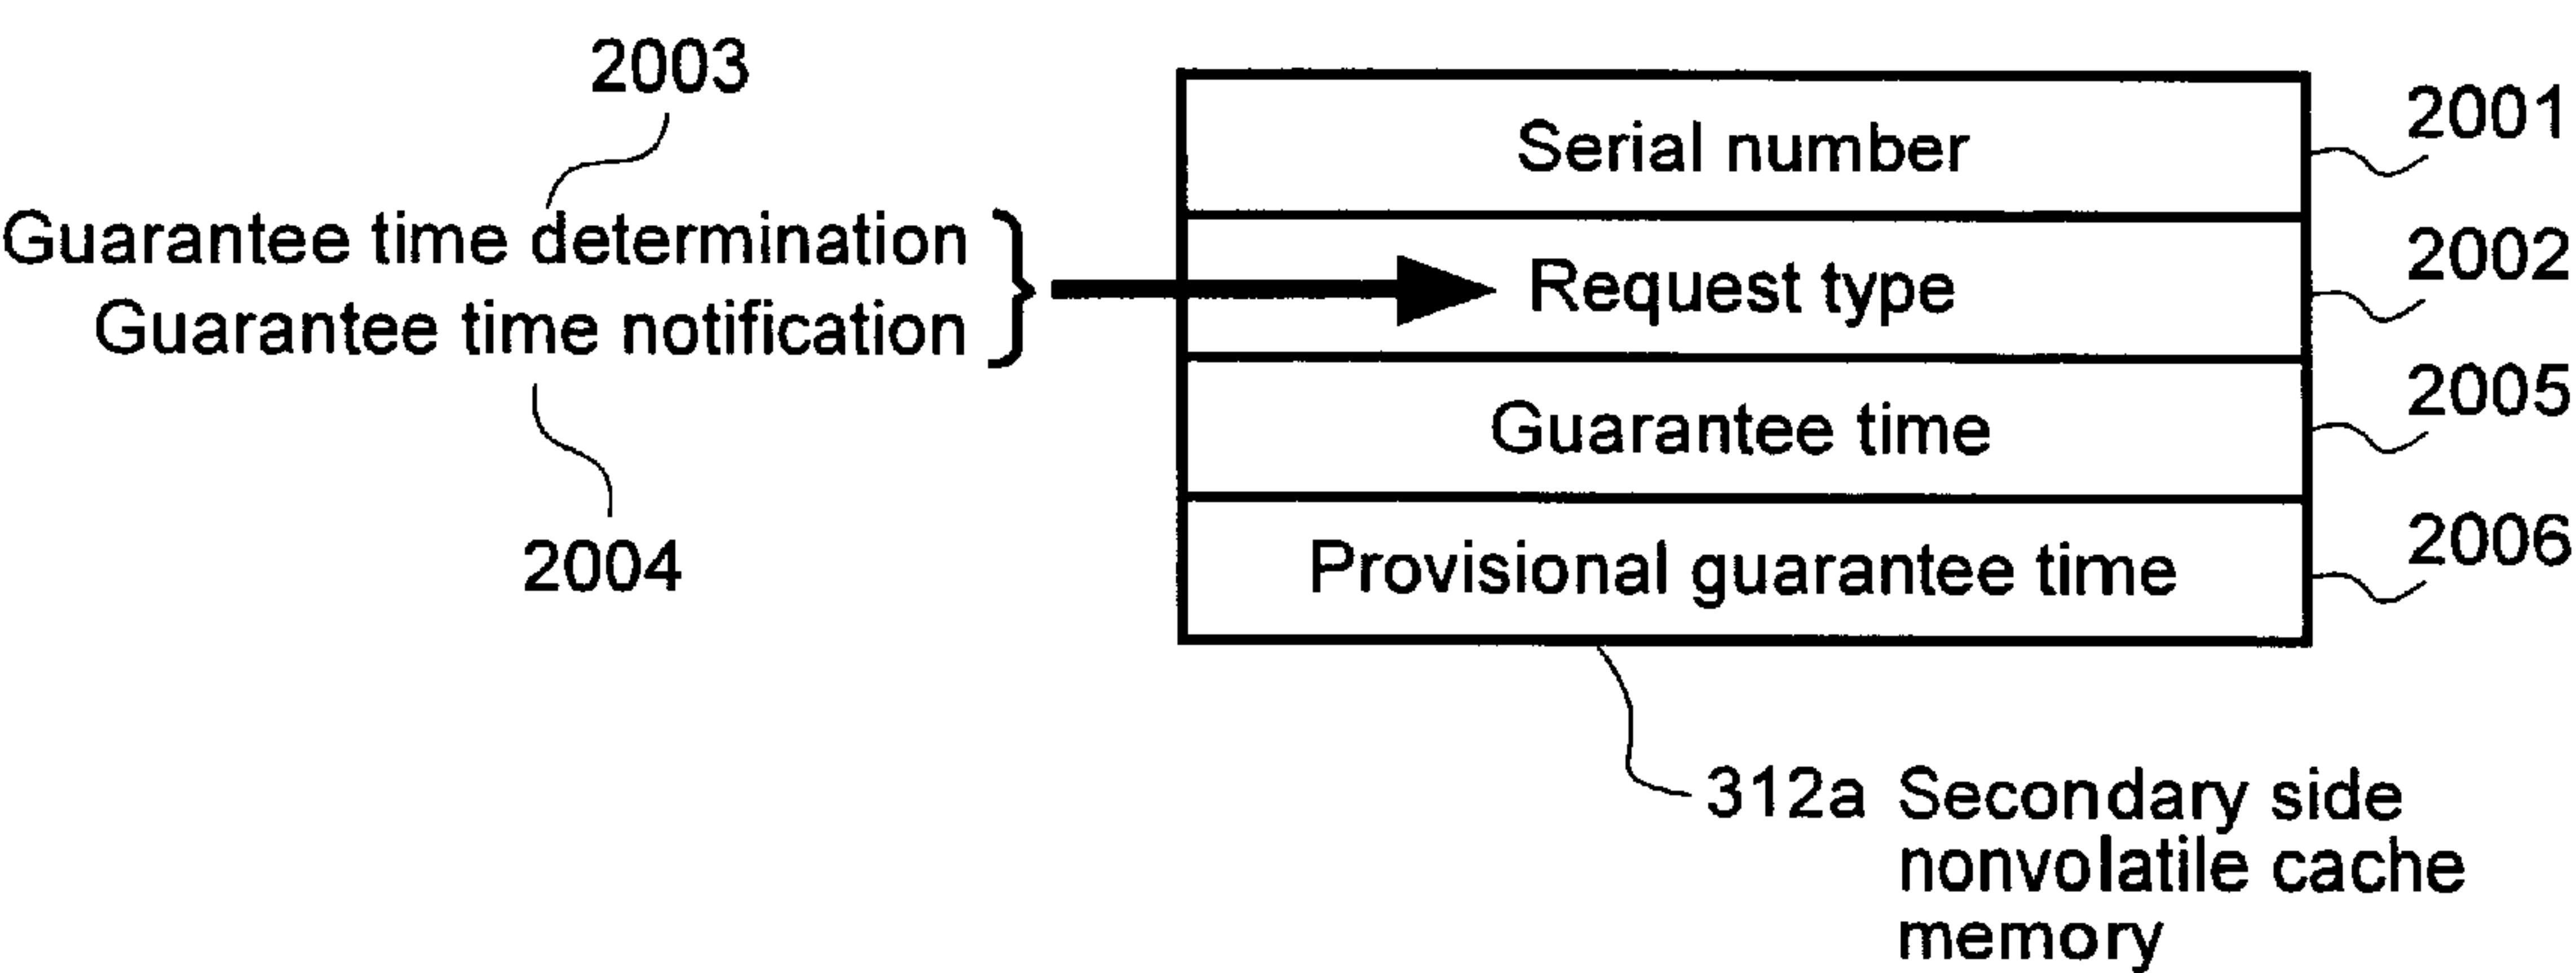 2003
Guarantee time determination
Guarantee time notification
2004
Serial number
2001
Request type
2002
Guarantee time
2005
Provisional guarantee time
2006
312a Secondary side
nonvolatile cache
memory